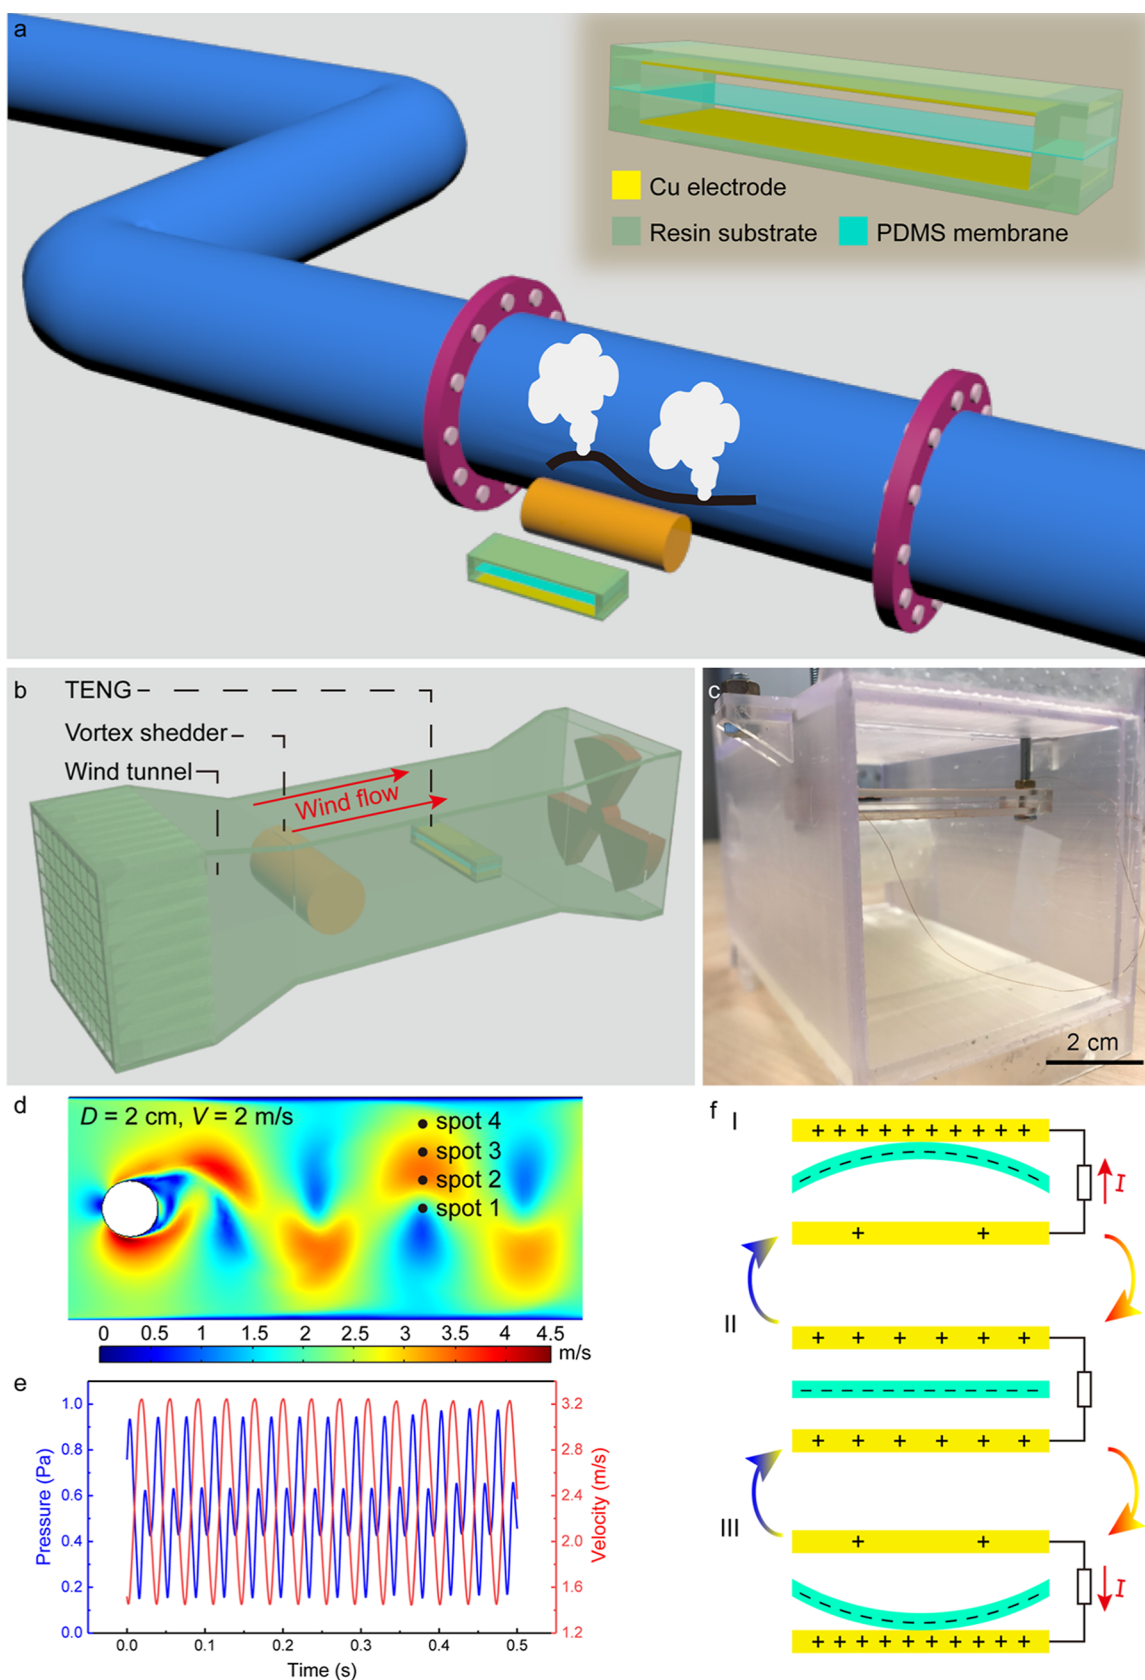 a
Cu electrode
Resin substrate
PDMS membrane
b
TENG
Vortex shedder
Wind tunnel
Wind flow
c
2 cm
d
D = 2 cm, V = 2 m/s
spot 4
spot 3
spot 2
spot 1
0 0.5 1 1.5 2 2.5 3 3.5 4 4.5
m/s
e
1.0
0.8
0.6
0.4
0.2
0.0
Pressure (Pa)
3.2
2.8
2.4
2.0
1.6
1.2
Velocity (m/s)
0.0 0.1 0.2 0.3 0.4 0.5
Time (s)
f
I
+ + + + + + + + + +
I
+ +
II
+ + + + + +
+ + + + + +
III
+ +
I
+ + + + + + + + + +